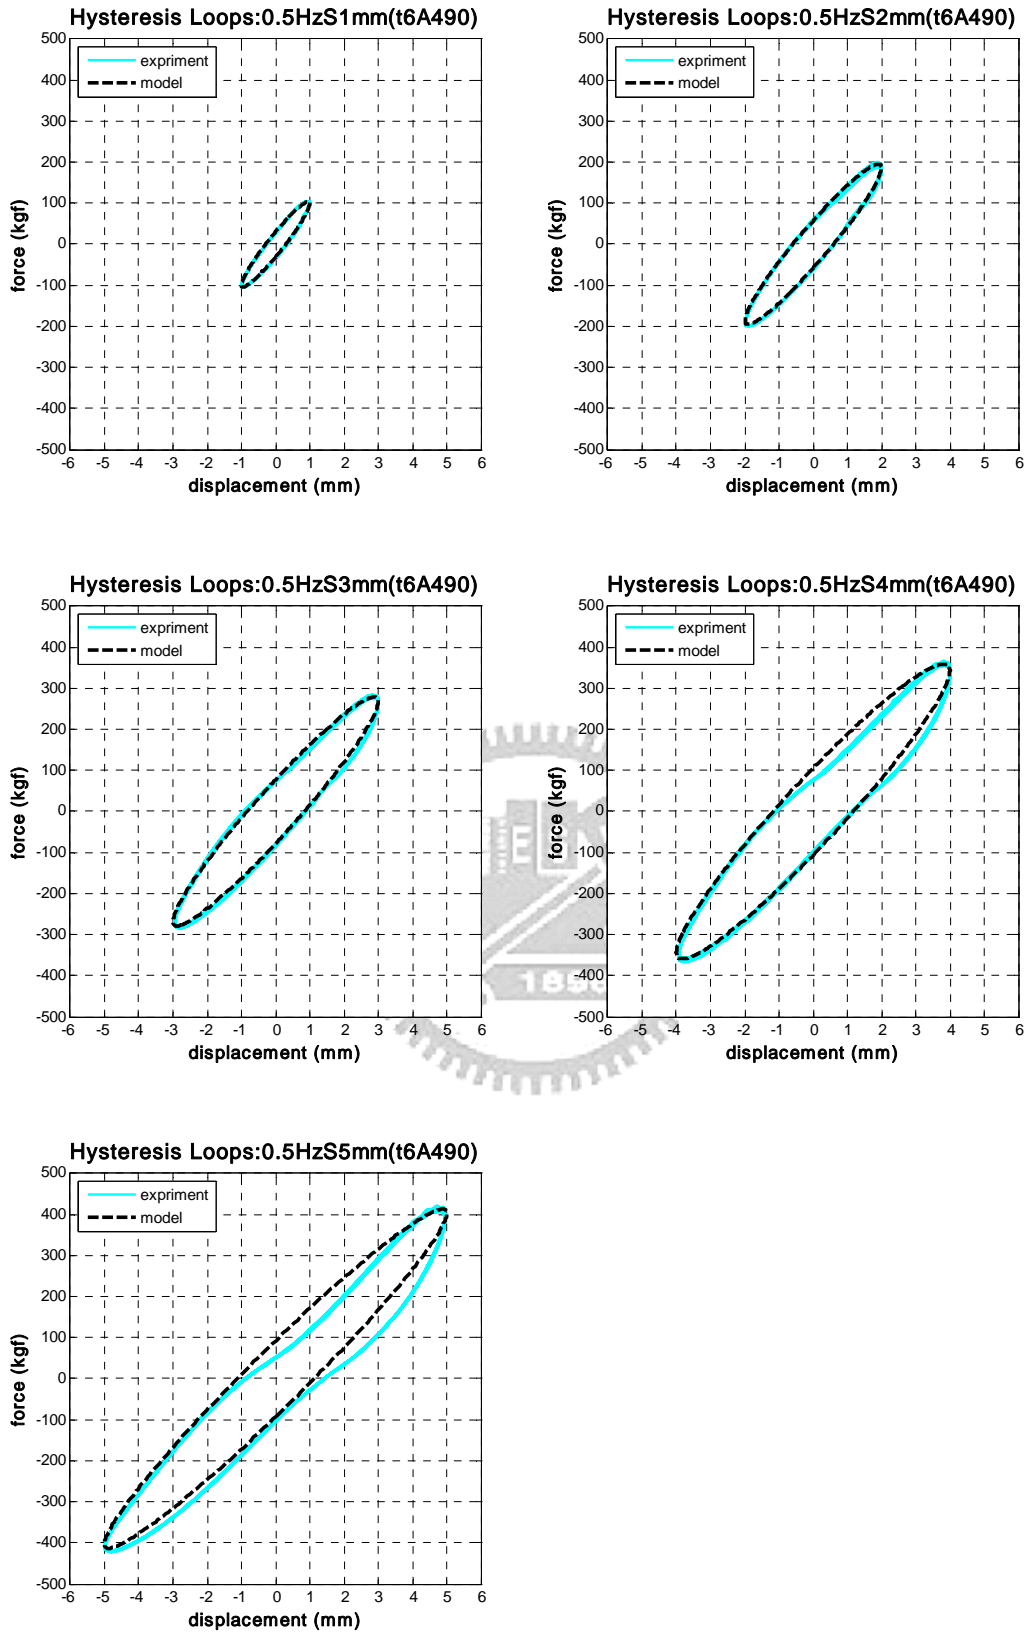 Hysteresis Loops:0.5HzS1mm(t6A490)
500
400
300
200
100
0
-100
-200
-300
-400
-500
expriment
model
force (kgf)
-6 -5 -4 -3 -2 -1 0 1 2 3 4 5 6
displacement (mm)
Hysteresis Loops:0.5HzS2mm(t6A490)
500
400
300
200
100
0
-100
-200
-300
-400
-500
expriment
model
force (kgf)
-6 -5 -4 -3 -2 -1 0 1 2 3 4 5 6
displacement (mm)
Hysteresis Loops:0.5HzS3mm(t6A490)
500
400
300
200
100
0
-100
-200
-300
-400
-500
expriment
model
force (kgf)
-6 -5 -4 -3 -2 -1 0 1 2 3 4 5 6
displacement (mm)
Hysteresis Loops:0.5HzS4mm(t6A490)
500
400
300
200
100
0
-100
-200
-300
-400
-500
expriment
model
force (kgf)
-6 -5 -4 -3 -2 -1 0 1 2 3 4 5 6
displacement (mm)
Hysteresis Loops:0.5HzS5mm(t6A490)
500
400
300
200
100
0
-100
-200
-300
-400
-500
expriment
model
force (kgf)
-6 -5 -4 -3 -2 -1 0 1 2 3 4 5 6
displacement (mm)